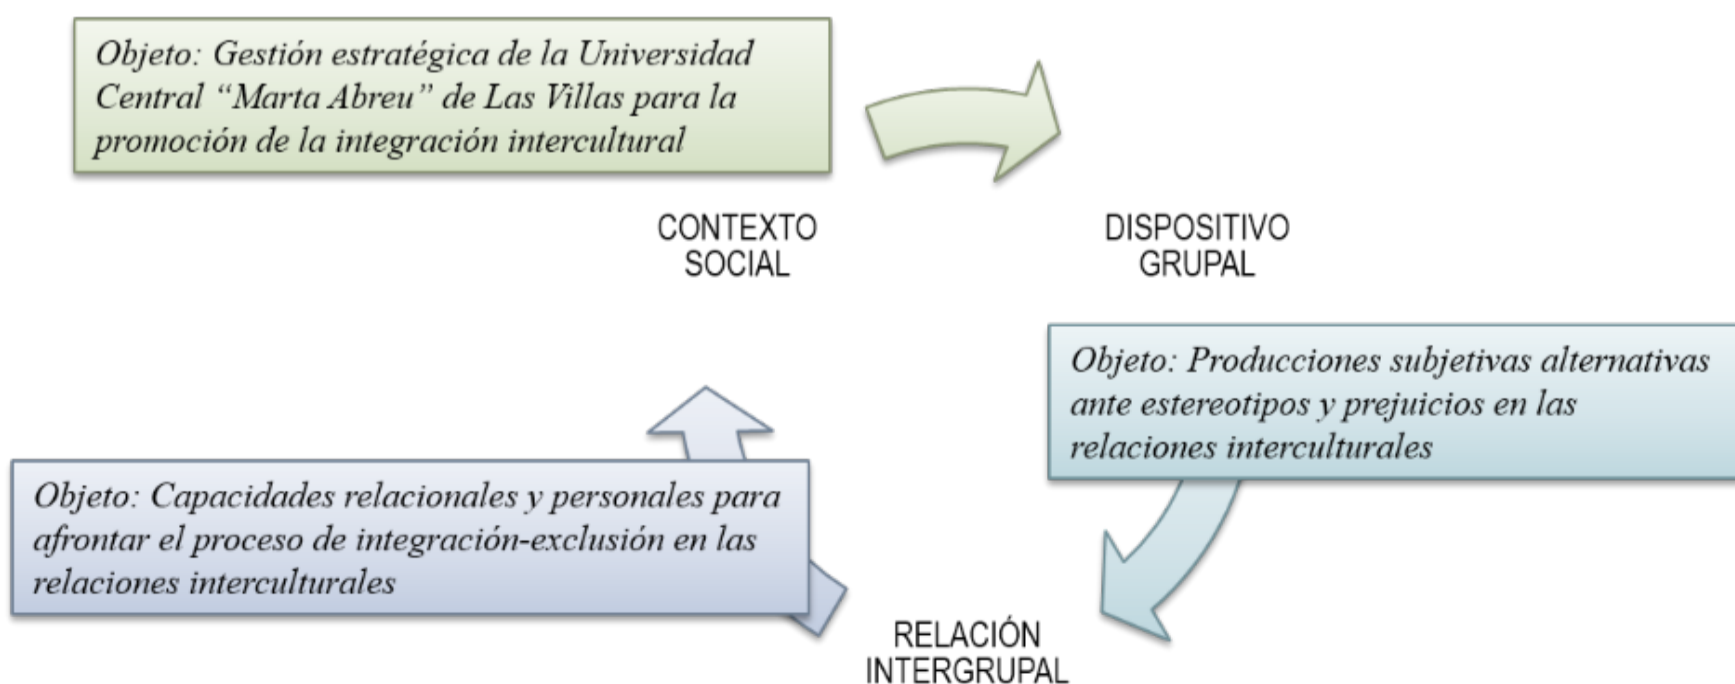 Objeto: Gestión estratégica de la Universidad
Central “Marta Abreu” de Las Villas para la
promoción de la integración intercultural
CONTEXTO
SOCIAL
DISPOSITIVO
GRUPAL
Objeto: Producciones subjetivas alternativas
ante estereotipos y prejuicios en las
relaciones interculturales
Objeto: Capacidades relacionales y personales para
afrontar el proceso de integración-exclusión en las
relaciones interculturales
RELACIÓN
INTERGRUPAL